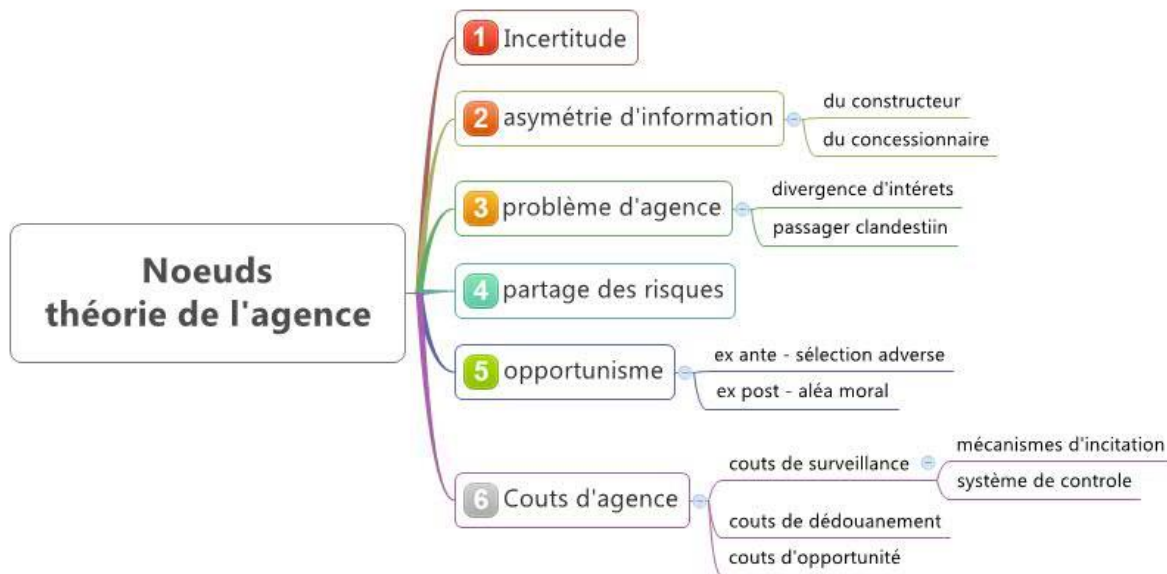 Noeuds
théorie de l'agence
1 Incertitude
2 asymétrie d'information
du constructeur
du concessionnaire
3 problème d'agence
divergence d'intérets
passager clandestiin
4 partage des risques
5 opportunisme
ex ante - sélection adverse
ex post - aléa moral
6 Couts d'agence
couts de surveillance
mécanismes d'incitation
système de controle
couts de dédouanement
couts d'opportunité